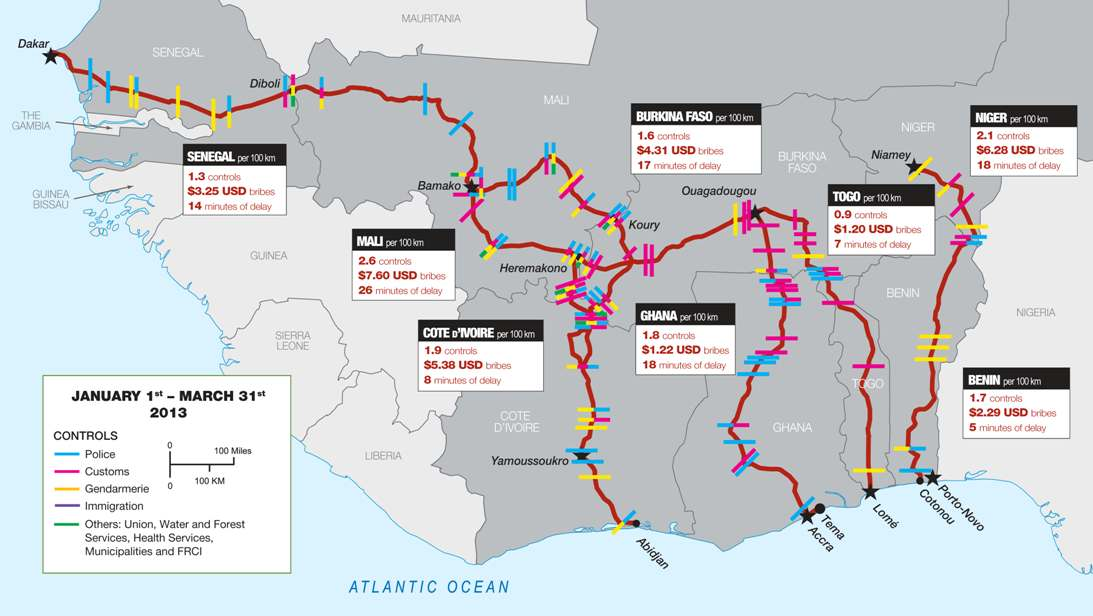 MAURITANIA
Dakar
SENEGAL
Diboli
MALI
THE
GAMBIA
GUINEA
BISSAU
SENEGAL per 100 km
1.3 controls
$3.25 USD bribes
14 minutes of delay
Bamako
BURKINA FASO per 100 km
1.6 controls
$4.31 USD bribes
17 minutes of delay
BURKINA
FASO
NIGER
Niamey
NIGER per 100 km
2.1 controls
$6.28 USD bribes
18 minutes of delay
Ouagadougou
TOGO per 100 km
0.9 controls
$1.20 USD bribes
7 minutes of delay
Koury
MALI per 100 km
2.6 controls
$7.60 USD bribes
26 minutes of delay
GUINEA
Heremakono
BENIN
NIGERIA
SIERRA
LEONE
COTE D'IVOIRE per 100 km
1.9 controls
$5.38 USD bribes
8 minutes of delay
GHANA per 100 km
1.8 controls
$1.22 USD bribes
18 minutes of delay
TOGO
BENIN per 100 km
1.7 controls
$2.29 USD bribes
5 minutes of delay
COTE
D'IVOIRE
GHANA
LIBERIA
Yamoussoukro
Abidjan
Accra
Tema
Lomé
Cotonou
Porto-Novo
JANUARY 1st – MARCH 31st
2013
CONTROLS
Police
Customs
Gendarmerie
Immigration
Others: Union, Water and Forest
Services, Health Services,
Municipalities and FRCI
0
100 Miles
0
100 KM
ATLANTIC OCEAN